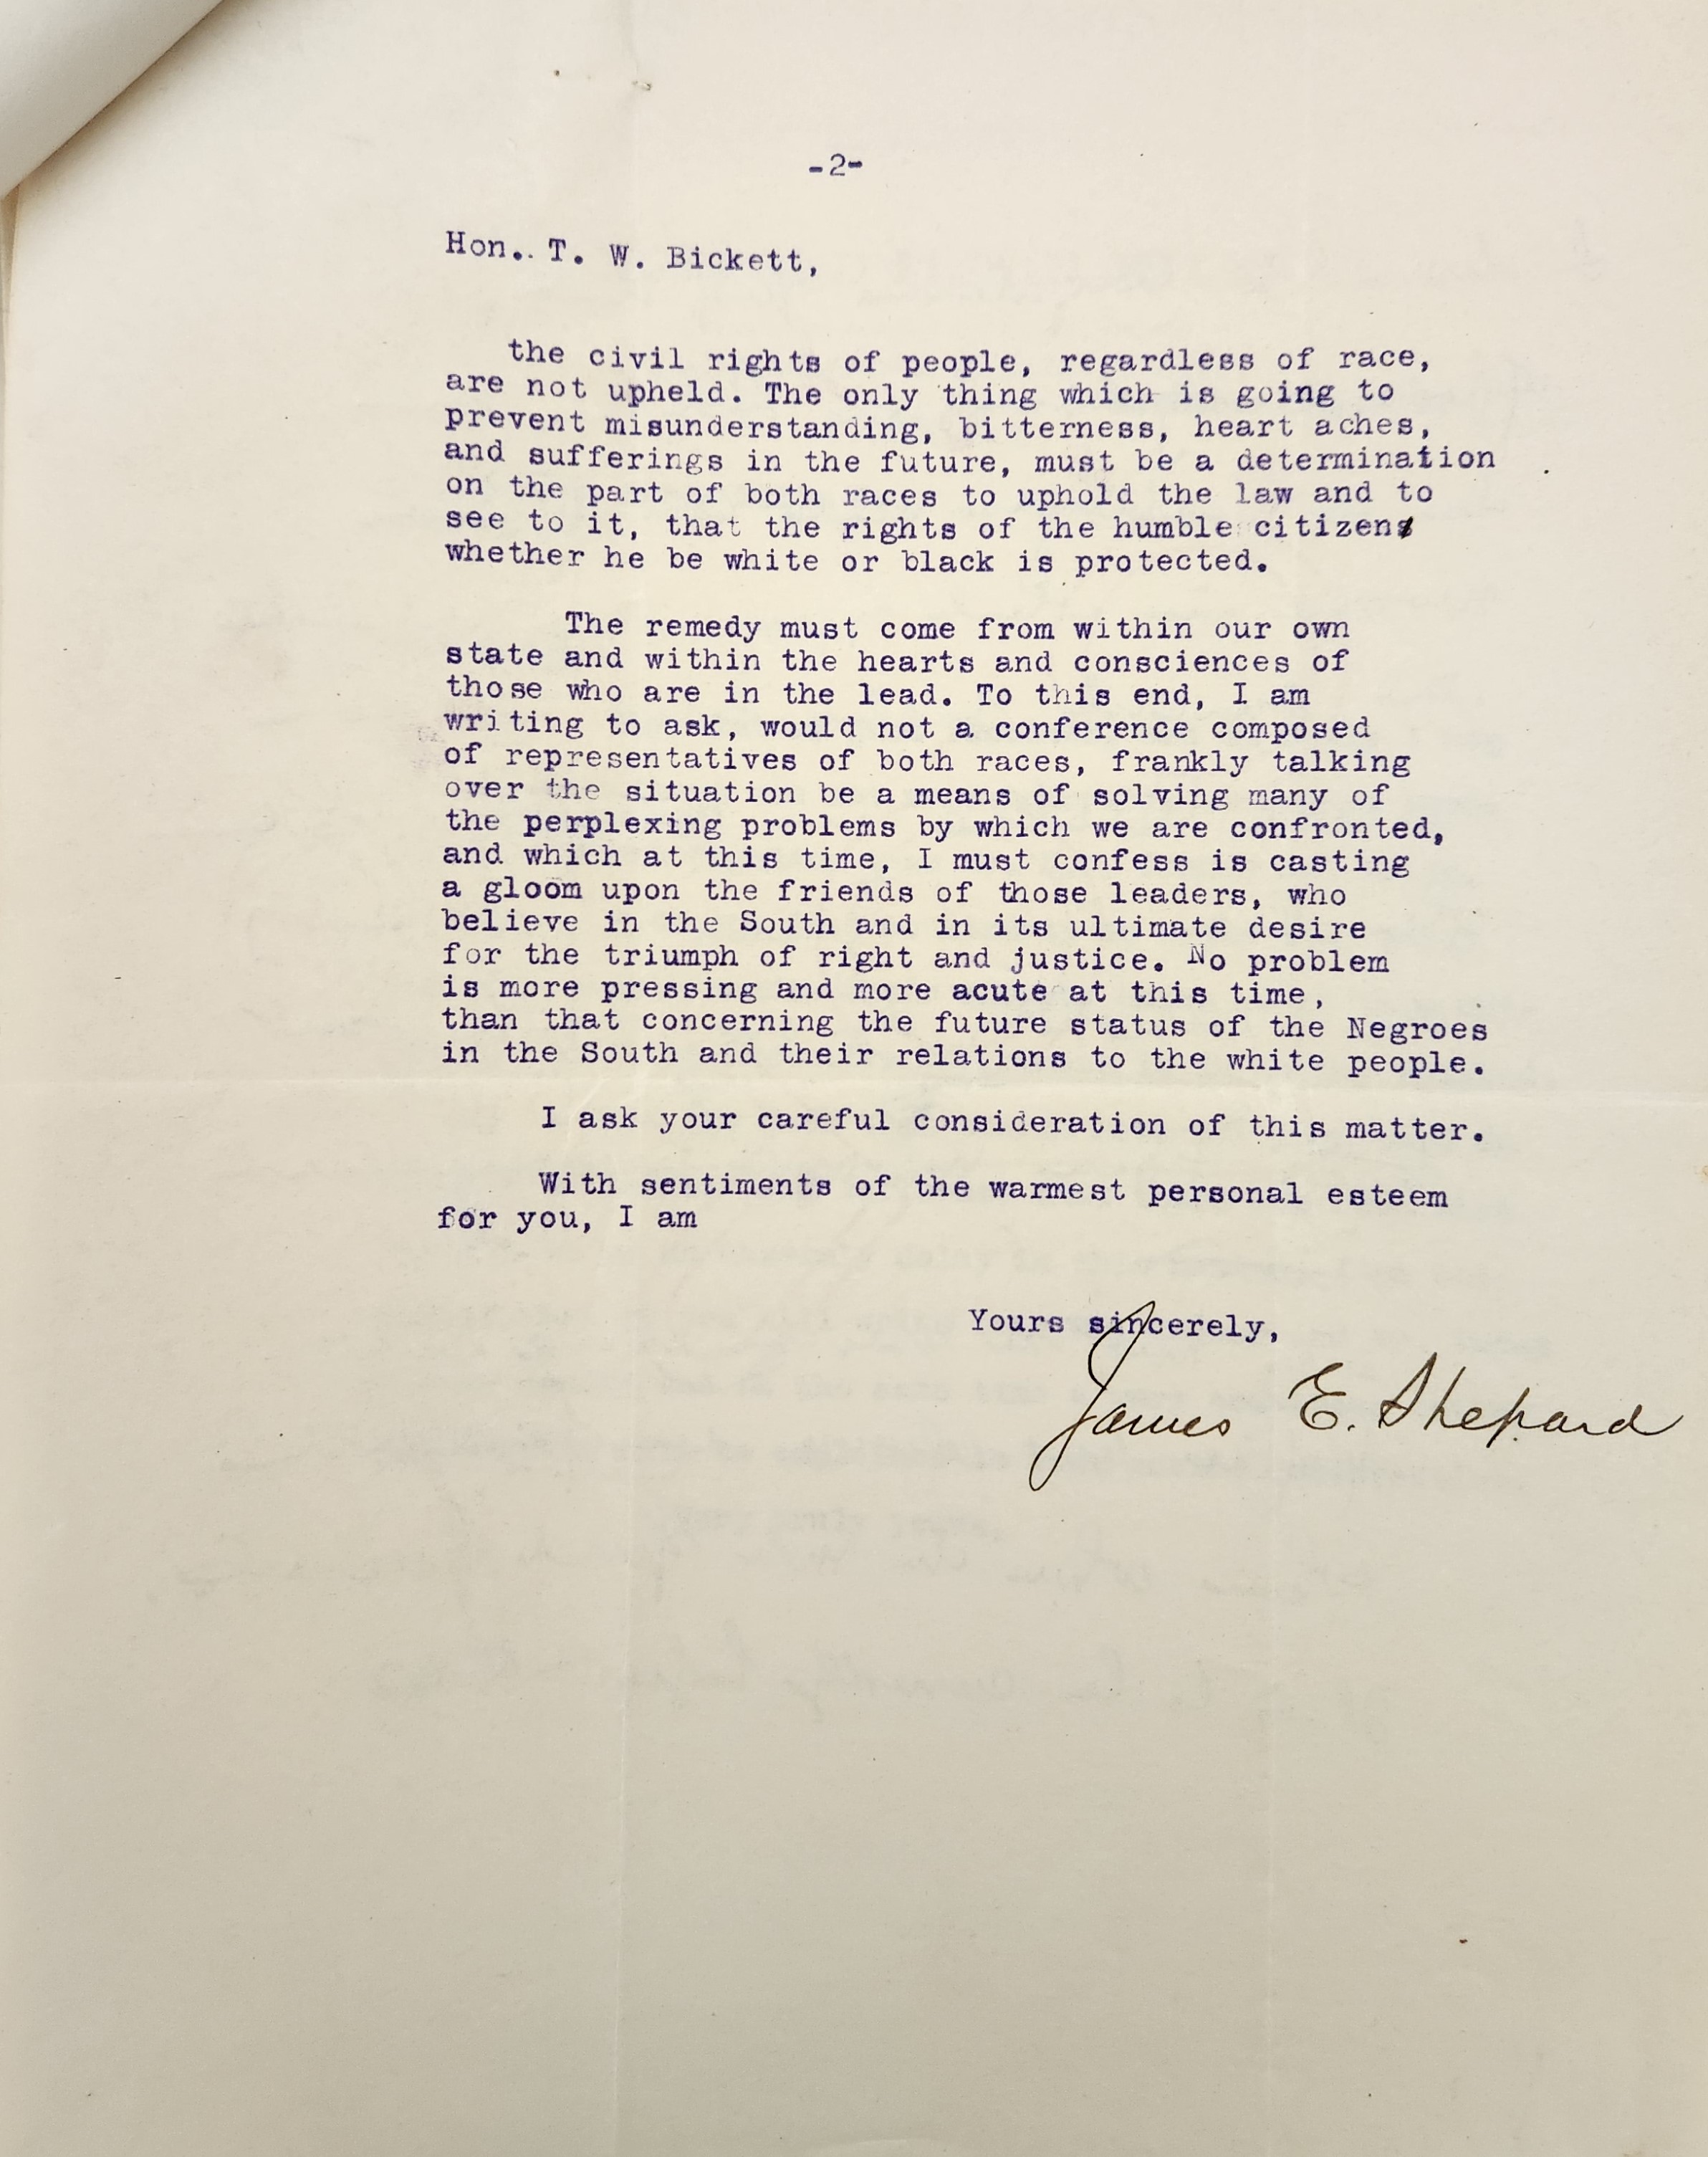 -2-
Hon.. T. W. Bickett,
the civil rights of people, regardless of race,
are not upheld. The only thing which is going to
prevent misunderstanding, bitterness, heart aches,
and sufferings in the future, must be a determination
on the part of both races to uphold the law and to
see to it, that the rights of the humble citizen
whether he be white or black is protected.
The remedy must come from within our own
state and within the hearts and consciences of
those who are in the lead. To this end, I am
writing to ask, would not a conference composed
of representatives of both races, frankly talking
over the situation be a means of solving many of
the perplexing problems by which we are confronted,
and which at this time, I must confess is casting
a gloom upon the friends of those leaders, who
believe in the South and in its ultimate desire
for the triumph of right and justice. No problem
is more pressing and more acute at this time,
than that concerning the future status of the Negroes
in the South and their relations to the white people.
I ask your careful consideration of this matter.
With sentiments of the warmest personal esteem
for you, I am
Yours sincerely,
James E. Shepard